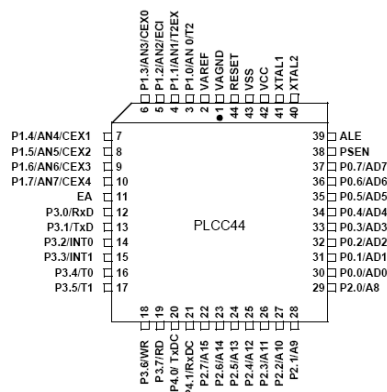 P1.3/AN3/CEX0
P1.2/AN2/ECI
P1.1/AN1/T2EX
P1.0/AN 0/T2
VAREF
VAGND
RESET
VSS
VCC
XTAL1
XTAL2
6
5
4
3
2
1
44
43
42
41
40
P1.4/AN4/CEX1 7
P1.5/AN5/CEX2 8
P1.6/AN6/CEX3 9
P1.7/AN7/CEX4 10
EA 11
P3.0/RxD 12
P3.1/TxD 13
P3.2/INT0 14
P3.3/INT1 15
P3.4/T0 16
P3.5/T1 17
PLCC44
39 ALE
38 PSEN
37 P0.7/AD7
36 P0.6/AD6
35 P0.5/AD5
34 P0.4/AD4
33 P0.3/AD3
32 P0.2/AD2
31 P0.1/AD1
30 P0.0/AD0
29 P2.0/A8
18
19
20
21
22
23
24
25
26
27
28
P3.6/WR
P3.7/RD
P4.0/ TxDC
P4.1/RxDC
P2.7/A15
P2.6/A14
P2.5/A13
P2.4/A12
P2.3/A11
P2.2/A10
P2.1/A9